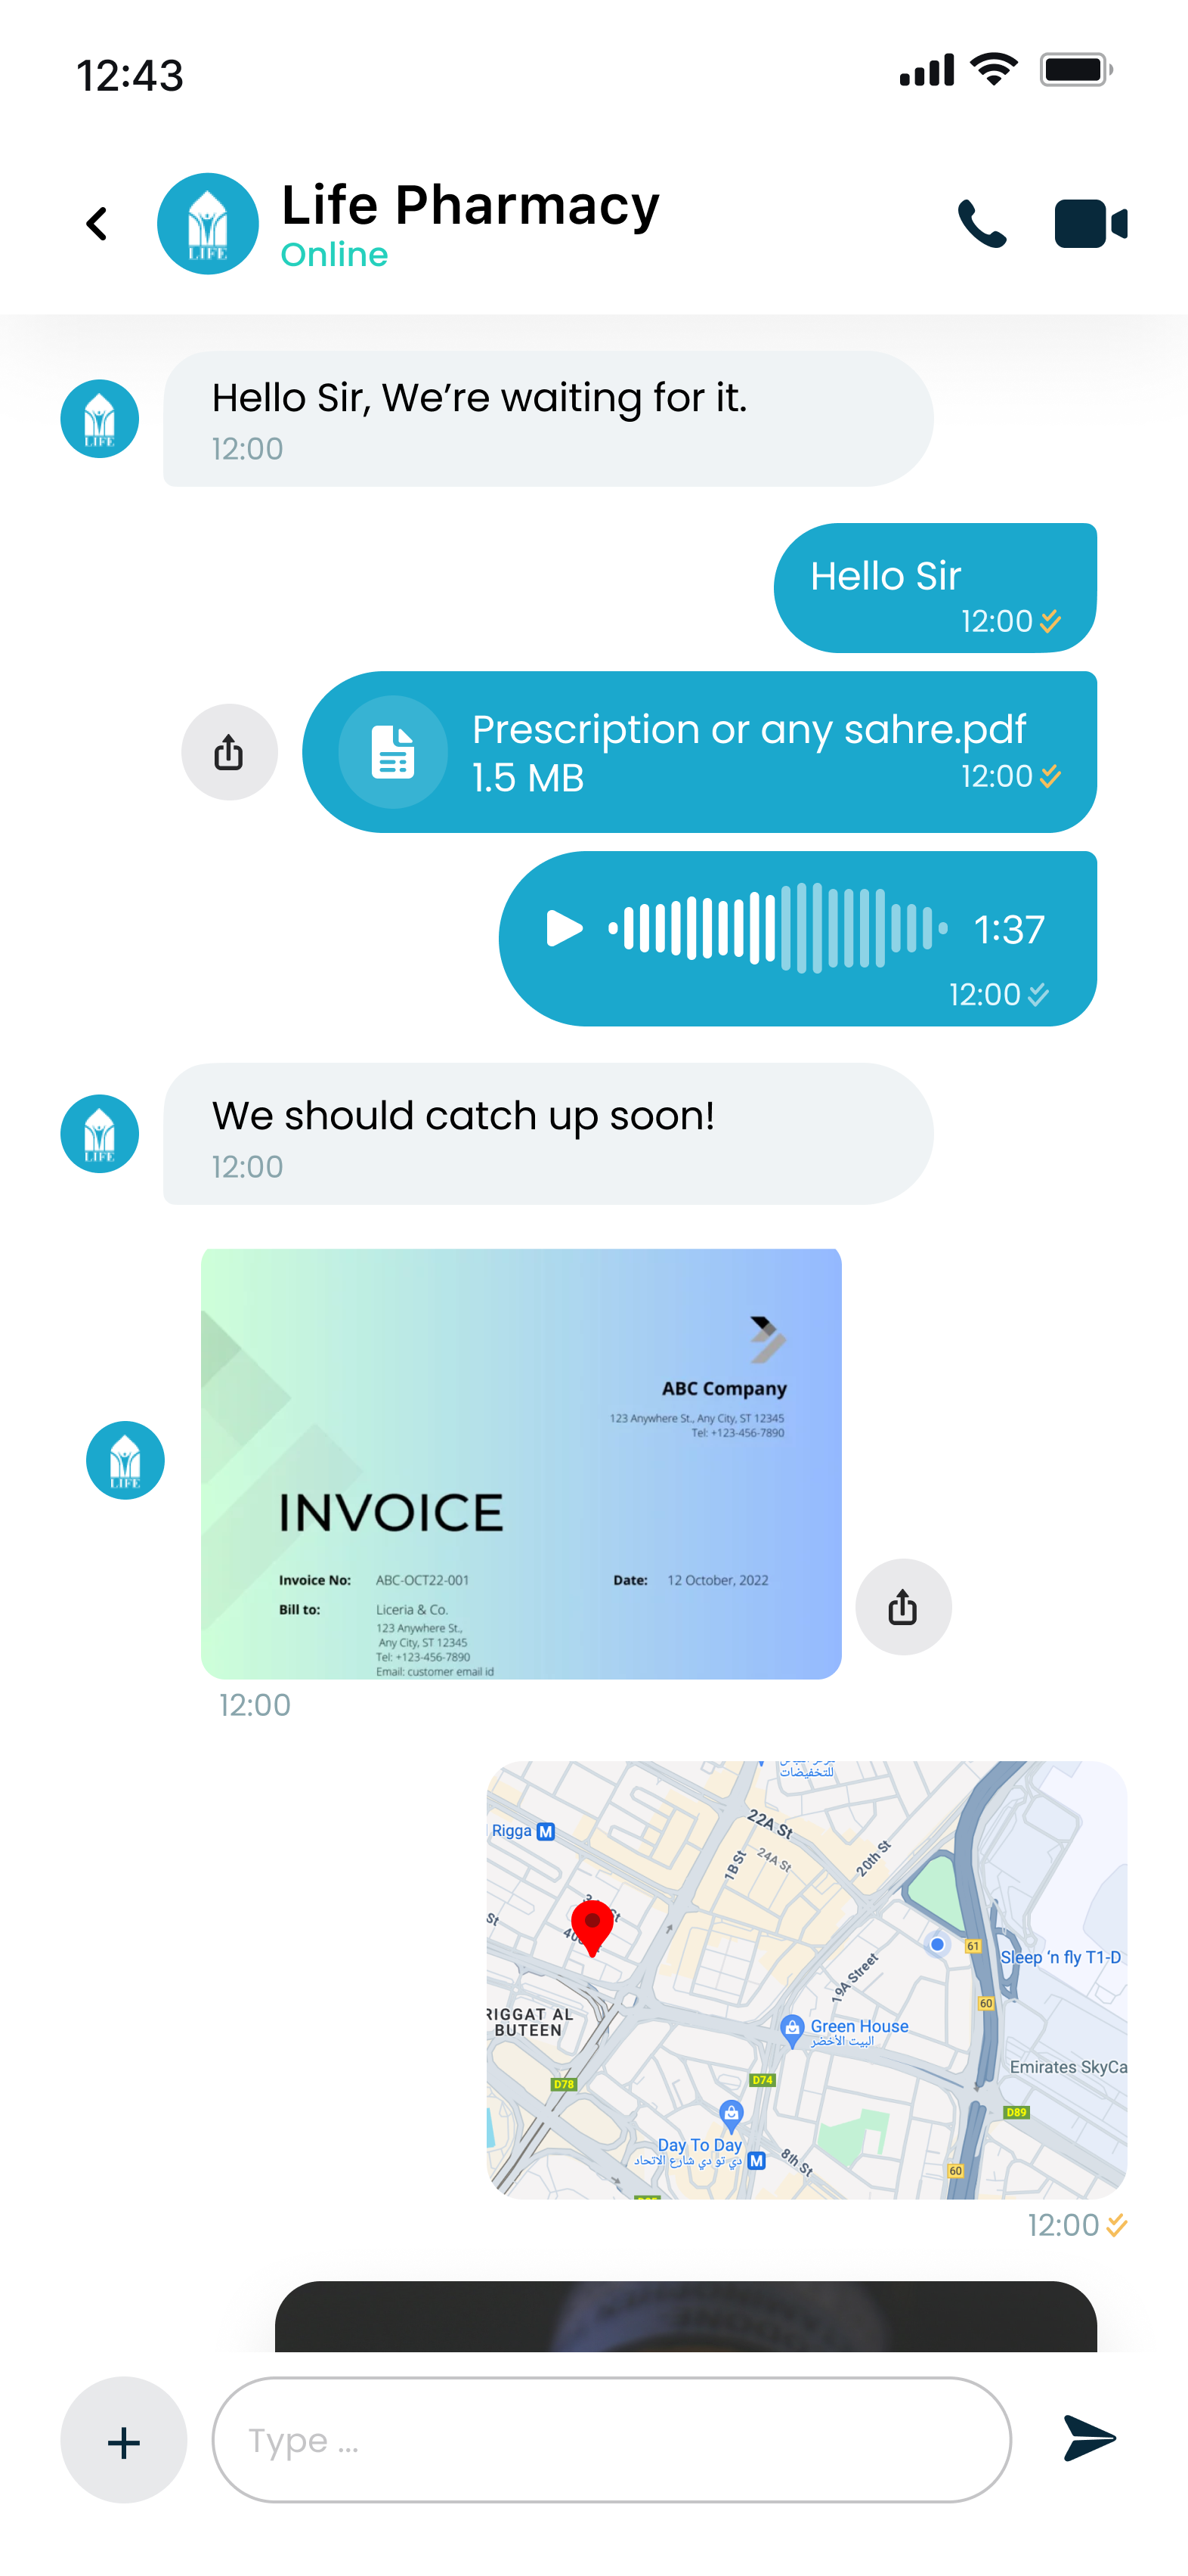 12:43
LIFE
Life Pharmacy
Online
LIFE
Hello Sir, We’re waiting for it.
12:00
Hello Sir
12:00
Prescription or any sahre.pdf
1.5 MB
12:00
1:37
12:00
LIFE
We should catch up soon!
12:00
ABC Company
123 Anywhere St., Any City, ST 12345
Tel: +123-456-7890
LIFE
INVOICE
Invoice No: ABC-OCT22-001
Date: 12 October, 2022
Bill to: Liceria & Co.
123 Anywhere St.,
Any City, ST 12345
Tel: +123-456-7890
Email: customer email id
12:00
للتخفيضات
22A St
Rigga M
24A St
1B St
20th St
St
61
Sleep ‘n fly T1-D
19A Street
60
RIGGAT AL
BUTEEN
Green House
البيت الأخضر
Emirates SkyCa
D78
D74
D89
Day To Day
دي تو دي شارع الاتحاد
M
8th St
60
12:00
Type ...